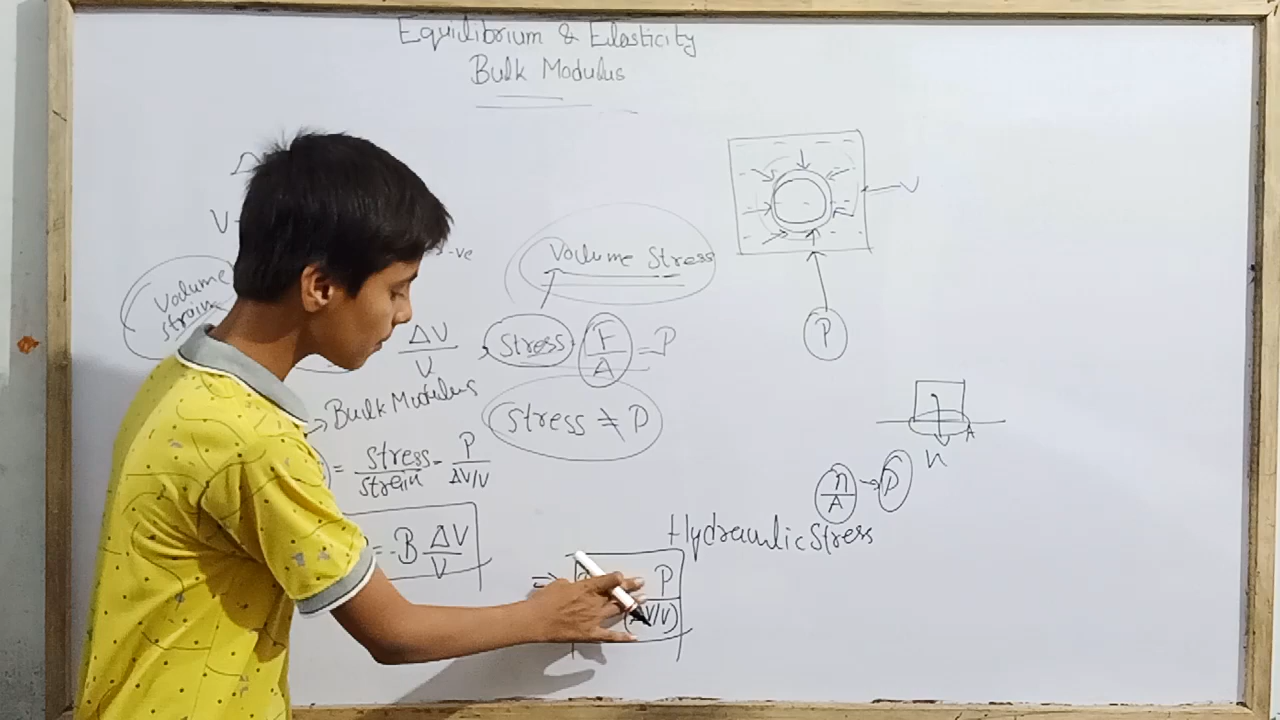 Equilibrium & Elasticity
Bulk Modulus
V
-ve
Volume Stress
V
Volume
Strain
ΔV/V
Stress F/A = P
P
→ Bulk Modulus
Stress ≠ P
= Stress/Strain = P/ΔV/V
A
n
n/A → P
Hydraulic Stress
= -B ΔV/V
⇒ P
V/V)